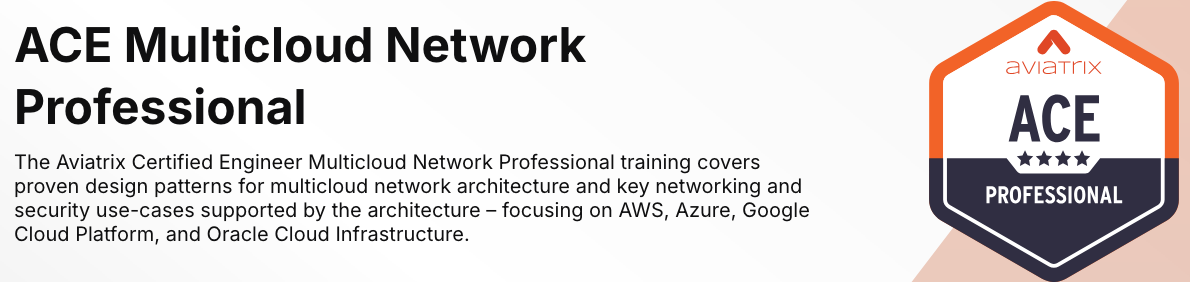 ACE Multicloud Network
Professional
The Aviatrix Certified Engineer Multicloud Network Professional training covers
proven design patterns for multicloud network architecture and key networking and
security use-cases supported by the architecture – focusing on AWS, Azure, Google
Cloud Platform, and Oracle Cloud Infrastructure.
aviatrix
ACE
PROFESSIONAL